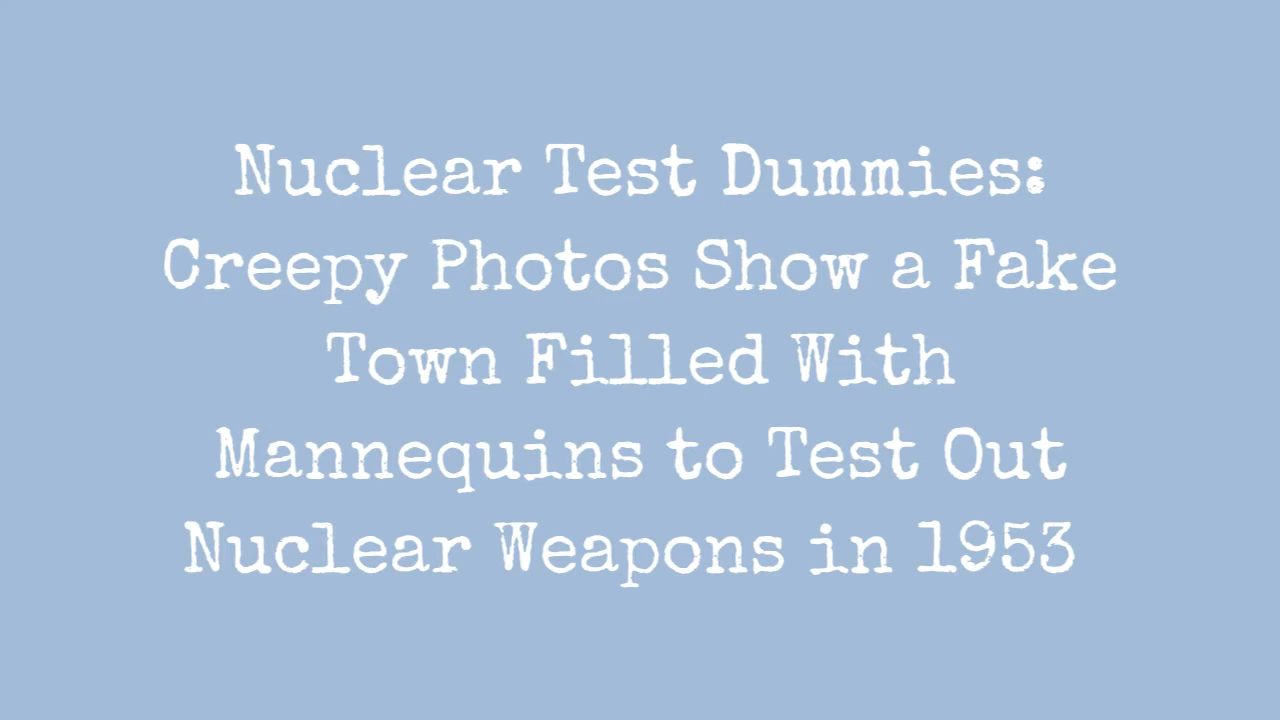 Nuclear Test Dummies:
Creepy Photos Show a Fake
Town Filled With
Mannequins to Test Out
Nuclear Weapons in 1953